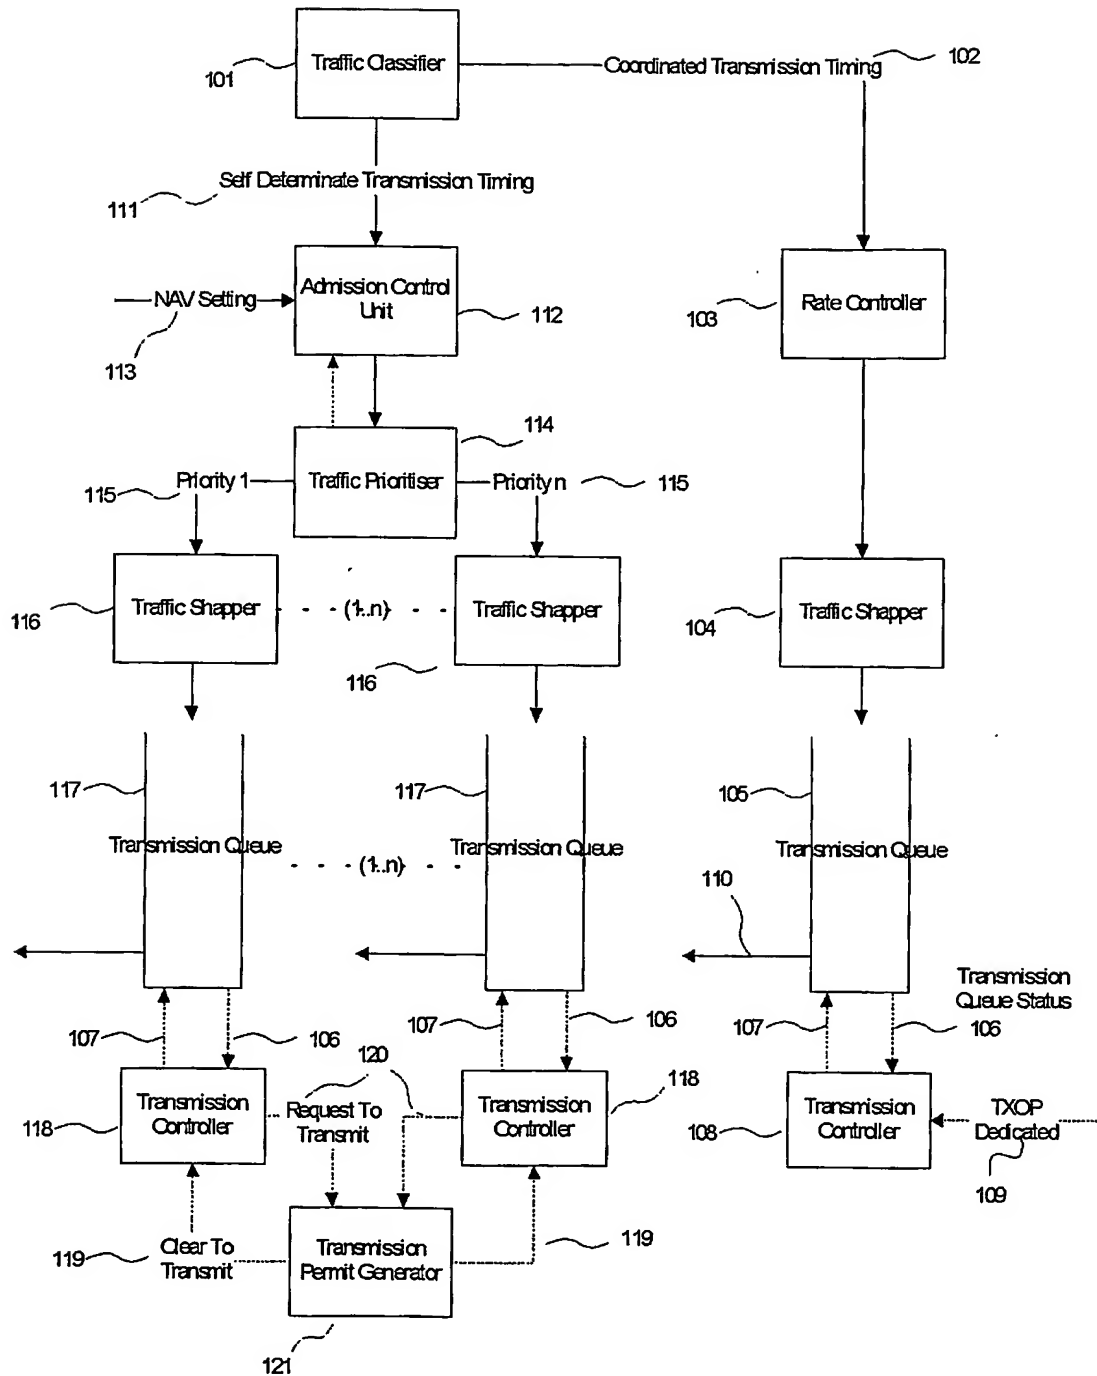 Traffic Classifier
101
Coordinated Transmission Timing
102
Self Determinate Transmission Timing
111
NAV Setting
113
Admission Control
Unit
112
103
Rate Controller
114
115
Priority 1
Traffic Prioritiser
Priority n
115
116
Traffic Shapper
(1..n)
Traffic Shapper
116
104
Traffic Shapper
117
Transmission Queue
(1..n)
117
Transmission Queue
105
Transmission Queue
110
Transmission
Queue Status
107
106
107
106
107
106
118
Transmission
Controller
120
Request To
Transmit
Transmission
Controller
118
108
Transmission
Controller
TXOP
Dedicated
109
119
Clear To
Transmit
Transmission
Permit Generator
119
121